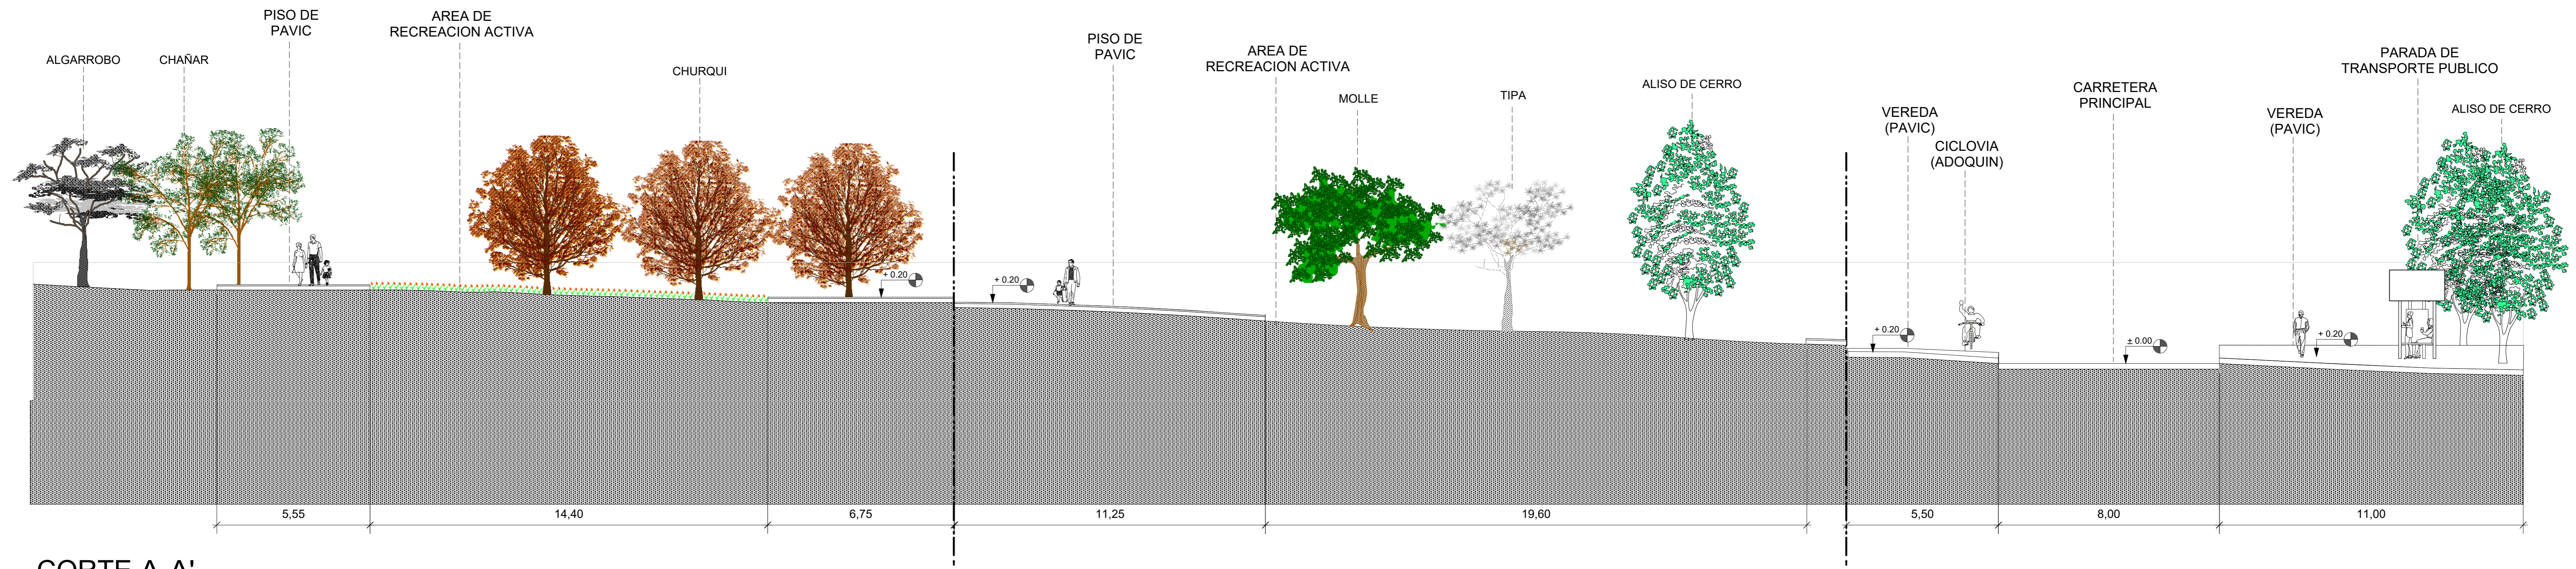 PISO DE
PAVIC
AREA DE
RECREACION ACTIVA
ALGARROBO
CHAÑAR
CHURQUI
PISO DE
PAVIC
AREA DE
RECREACION ACTIVA
MOLLE
TIPA
ALISO DE CERRO
VEREDA
(PAVIC)
CICLOVIA
(ADOQUIN)
CARRETERA
PRINCIPAL
VEREDA
(PAVIC)
PARADA DE
TRANSPORTE PUBLICO
ALISO DE CERRO
+ 0.20
+ 0.20
+ 0.20
± 0.00
+ 0.20
5,55
14,40
6,75
11,25
19,60
5,50
8,00
11,00
CORTE A-A'